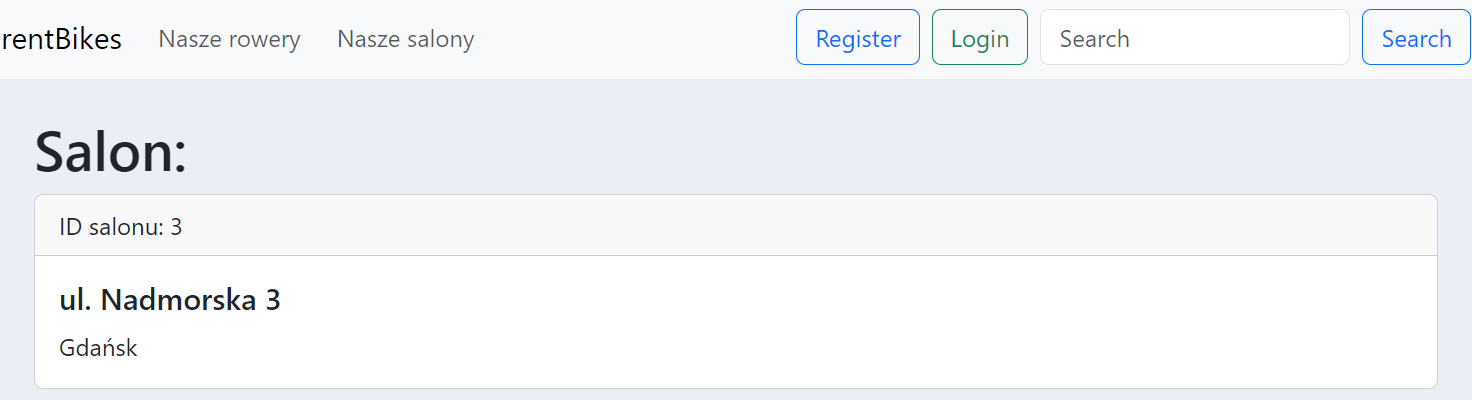 rentBikes Nasze rowery Nasze salony Register Login Search Search
Salon:
ID salonu: 3
ul. Nadmorska 3
Gdańsk